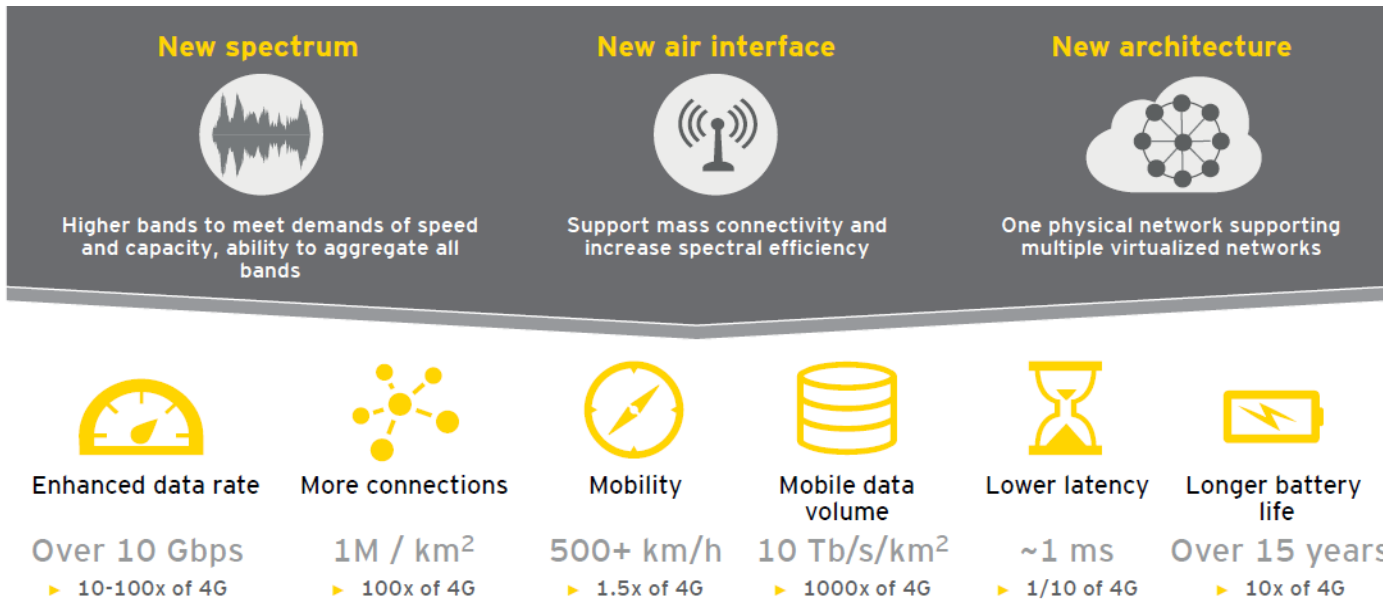 New spectrum
New air interface
New architecture
Higher bands to meet demands of speed
and capacity, ability to aggregate all
bands
Support mass connectivity and
increase spectral efficiency
One physical network supporting
multiple virtualized networks
Enhanced data rate
Over 10 Gbps
► 10-100x of 4G
More connections
1M / km²
► 100x of 4G
Mobility
500+ km/h
► 1.5x of 4G
Mobile data
volume
10 Tb/s/km²
► 1000x of 4G
Lower latency
~1 ms
► 1/10 of 4G
Longer battery
life
Over 15 years
► 10x of 4G